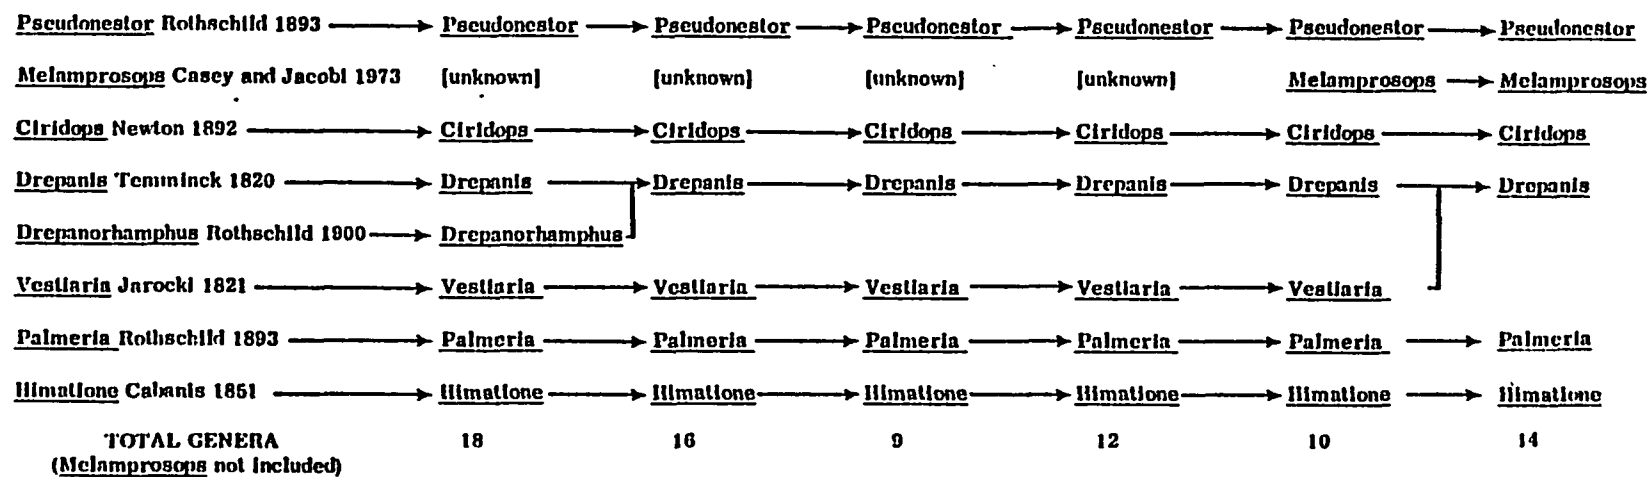 Pseudonestor Rothschild 1893 Pseudonestor Pseudonestor Pseudonestor Pseudonestor Pseudonestor Pseudonestor
Melamprosops Casey and Jacobi 1973 [unknown] [unknown] [unknown] [unknown] Melamprosops Melamprosops
Ciridops Newton 1892 Ciridops Ciridops Ciridops Ciridops Ciridops Ciridops
Drepanis Temminck 1820 Drepanis Drepanis Drepanis Drepanis Drepanis Drepanis
Drepanorhamphus Rothschild 1900 Drepanorhamphus
Vestiaria Jarocki 1821 Vestiaria Vestiaria Vestiaria Vestiaria Vestiaria
Palmeria Rothschild 1893 Palmeria Palmeria Palmeria Palmeria Palmeria Palmeria
Himatione Cabanis 1851 Himatione Himatione Himatione Himatione Himatione Himatione
TOTAL GENERA 18 16 9 12 10 14
(Melamprosops not included)